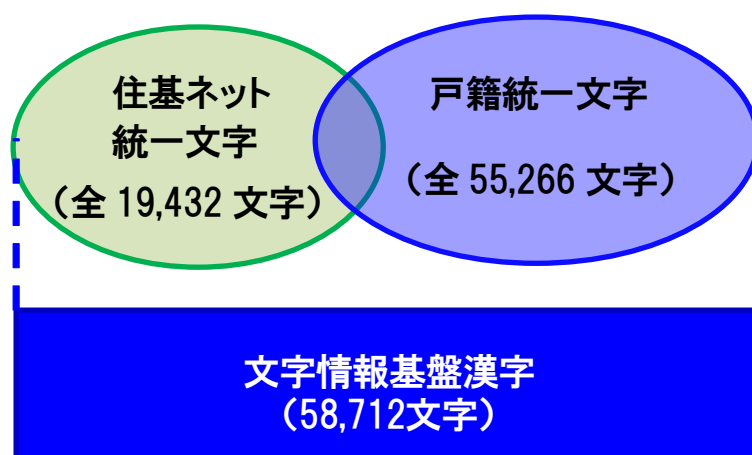 住基ネット
統一文字
（全 19,432 文字）
戸籍統一文字
（全 55,266 文字）
文字情報基盤漢字
（58,712文字）